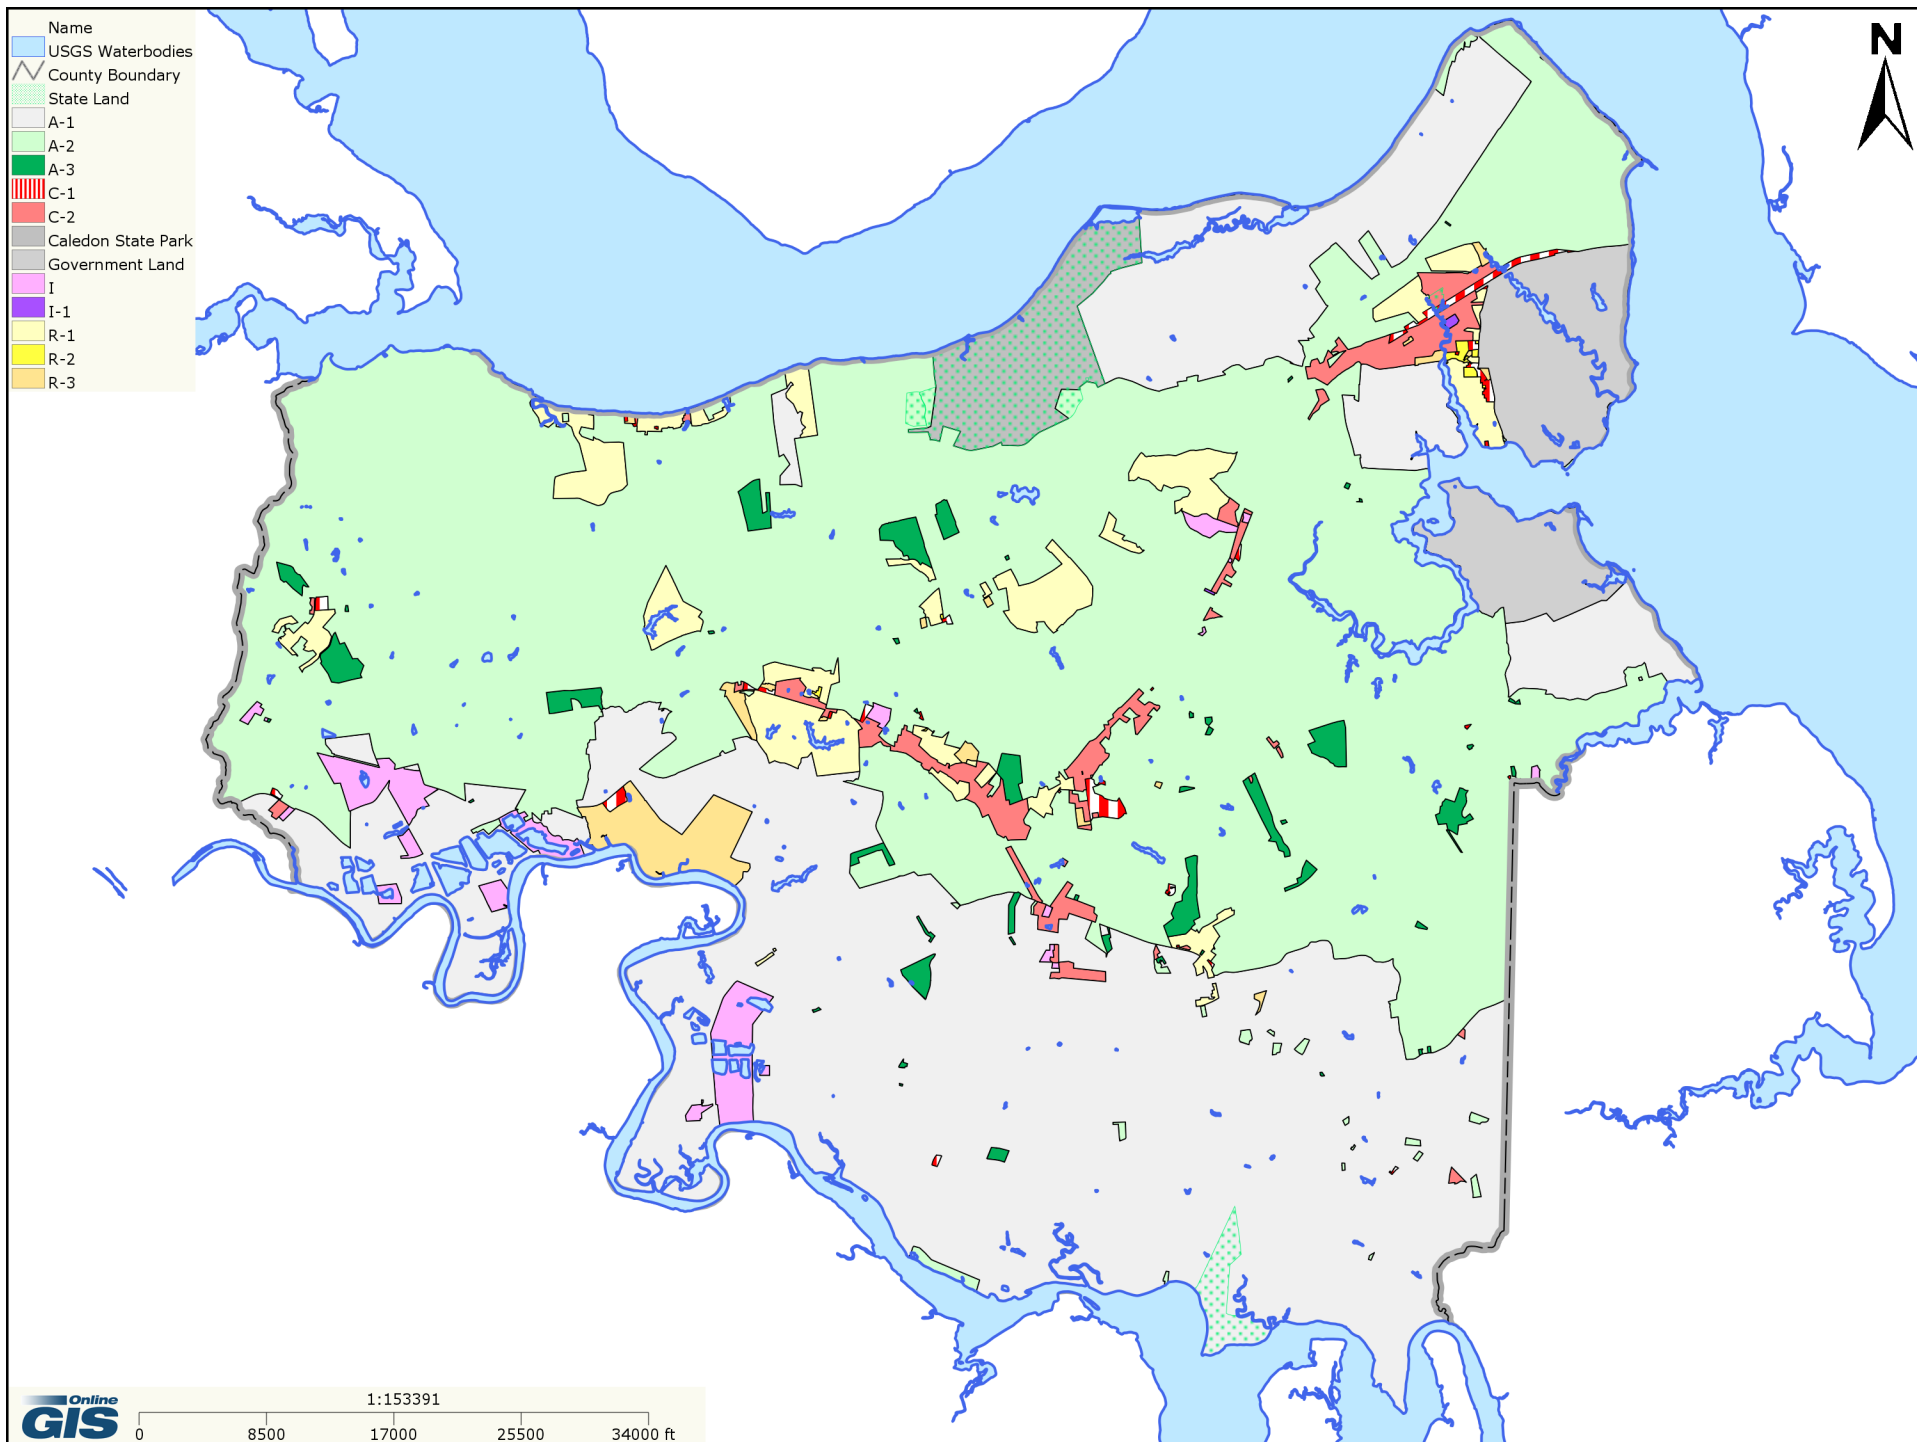 Name
USGS Waterbodies
County Boundary
State Land
A-1
A-2
A-3
C-1
C-2
Caledon State Park
Government Land
I
I-1
R-1
R-2
R-3
N
Online
GIS
1:153391
0 8500 17000 25500 34000 ft